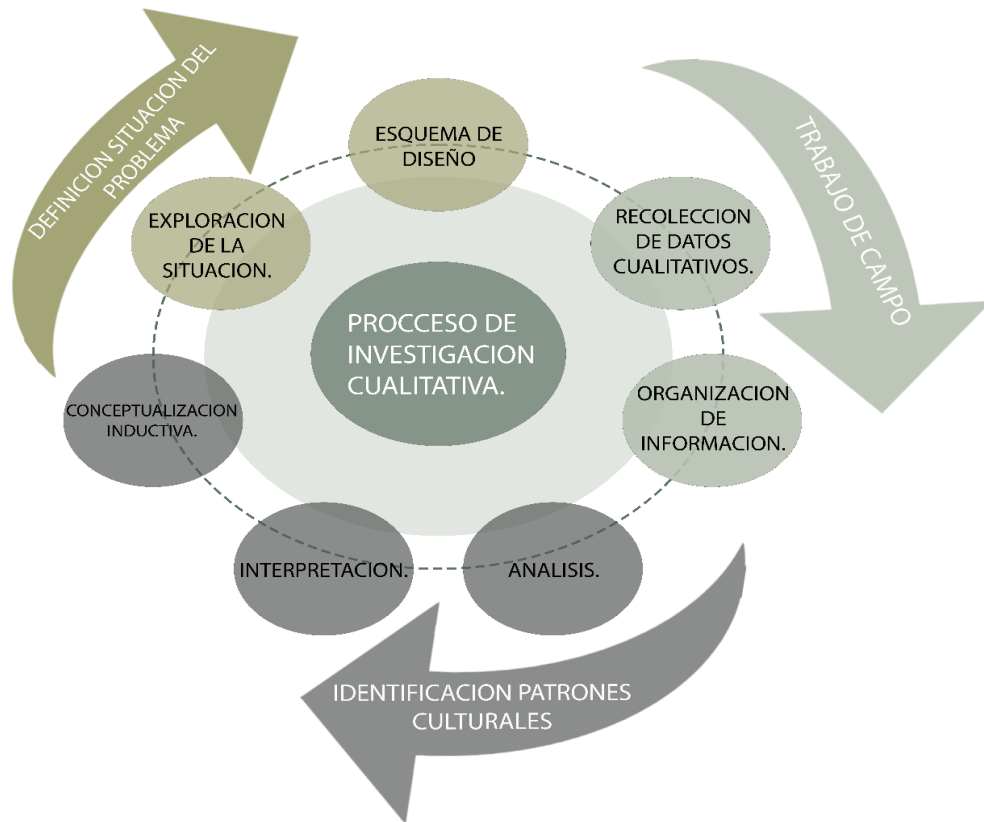 DEFINICION SITUACION DEL
PROBLEMA
ESQUEMA DE
DISEÑO
TRABAJO DE CAMPO
EXPLORACION
DE LA
SITUACION.
RECOLECCION
DE DATOS
CUALITATIVOS.
PROCCESO DE
INVESTIGACION
CUALITATIVA.
CONCEPTUALIZACION
INDUCTIVA.
ORGANIZACION
DE
INFORMACION.
INTERPRETACION.
ANALISIS.
IDENTIFICACION PATRONES
CULTURALES